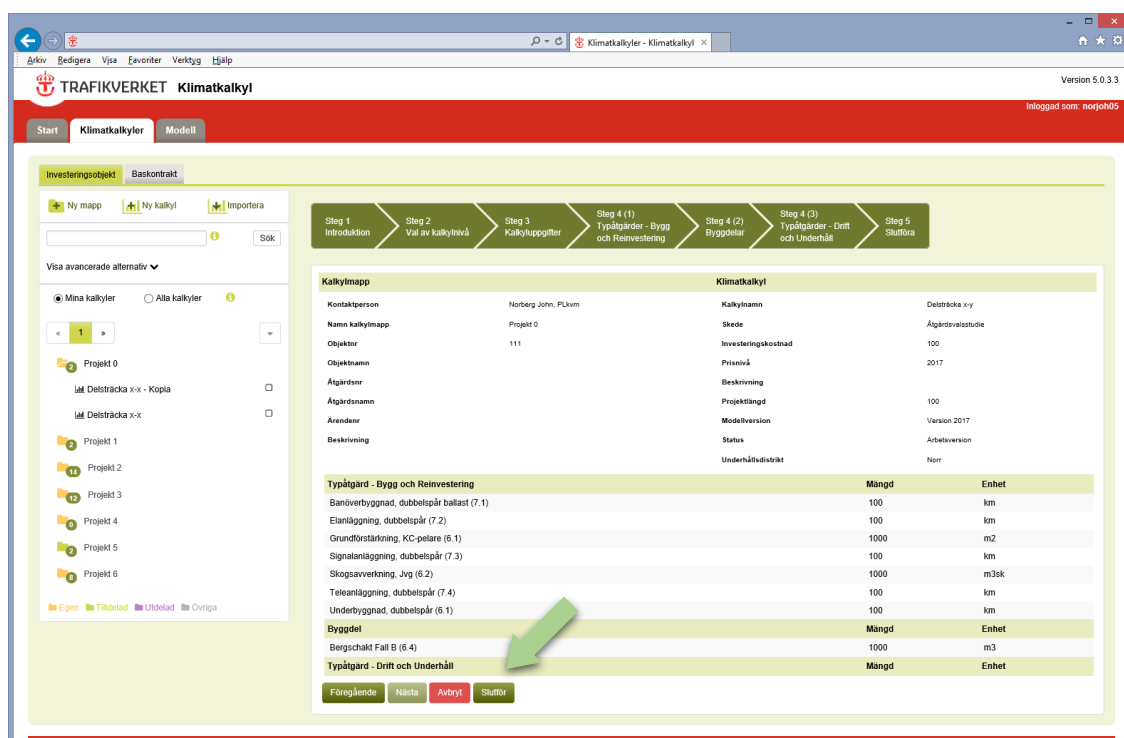 Klimatkalkyler - Klimatkalkyl
Arkiv Redigera Visa Favoriter Verktyg Hjälp
TRAFIKVERKET Klimatkalkyl
Version 5.0.3.3
Inloggad som: norjoh05
Start Klimatkalkyler Modell
Investeringsobjekt Baskontrakt
Ny mapp Ny kalkyl Importera
Sök
Visa avancerade alternativ
Mina kalkyler Alla kalkyler
« 1 »
2 Projekt 0
Delsträcka x-x - Kopia
Delsträcka x-x
2 Projekt 1
14 Projekt 2
12 Projekt 3
0 Projekt 4
2 Projekt 5
8 Projekt 6
Egen Tilldelad Utdelad Övriga
Steg 1
Introduktion
Steg 2
Val av kalkylnivå
Steg 3
Kalkyluppgifter
Steg 4 (1)
Typåtgärder - Bygg
och Reinvestering
Steg 4 (2)
Byggdelar
Steg 4 (3)
Typåtgärder - Drift
och Underhåll
Steg 5
Slutföra
Kalkylmapp Klimatkalkyl
Kontaktperson Norberg John, PLkvm Kalkylnamn Delsträcka x-y
Namn kalkylmapp Projekt 0 Skede Åtgärdsvalsstudie
Objektnr 111 Investeringskostnad 100
Objektnamn Prisnivå 2017
Åtgärdsnr Beskrivning
Åtgärdsnamn Projektlängd 100
Ärendenr Modellversion Version 2017
Beskrivning Status Arbetsversion
Underhållsdistrikt Norr
Typåtgärd - Bygg och Reinvestering Mängd Enhet
Banöverbyggnad, dubbelspår ballast (7.1) 100 km
Elanläggning, dubbelspår (7.2) 100 km
Grundförstärkning, KC-pelare (6.1) 1000 m2
Signalanläggning, dubbelspår (7.3) 100 km
Skogsavverkning, Jvg (6.2) 1000 m3sk
Teleanläggning, dubbelspår (7.4) 100 km
Underbyggnad, dubbelspår (6.1) 100 km
Byggdel Mängd Enhet
Bergschakt Fall B (6.4) 1000 m3
Typåtgärd - Drift och Underhåll Mängd Enhet
Föregående Nästa Avbryt Slutför